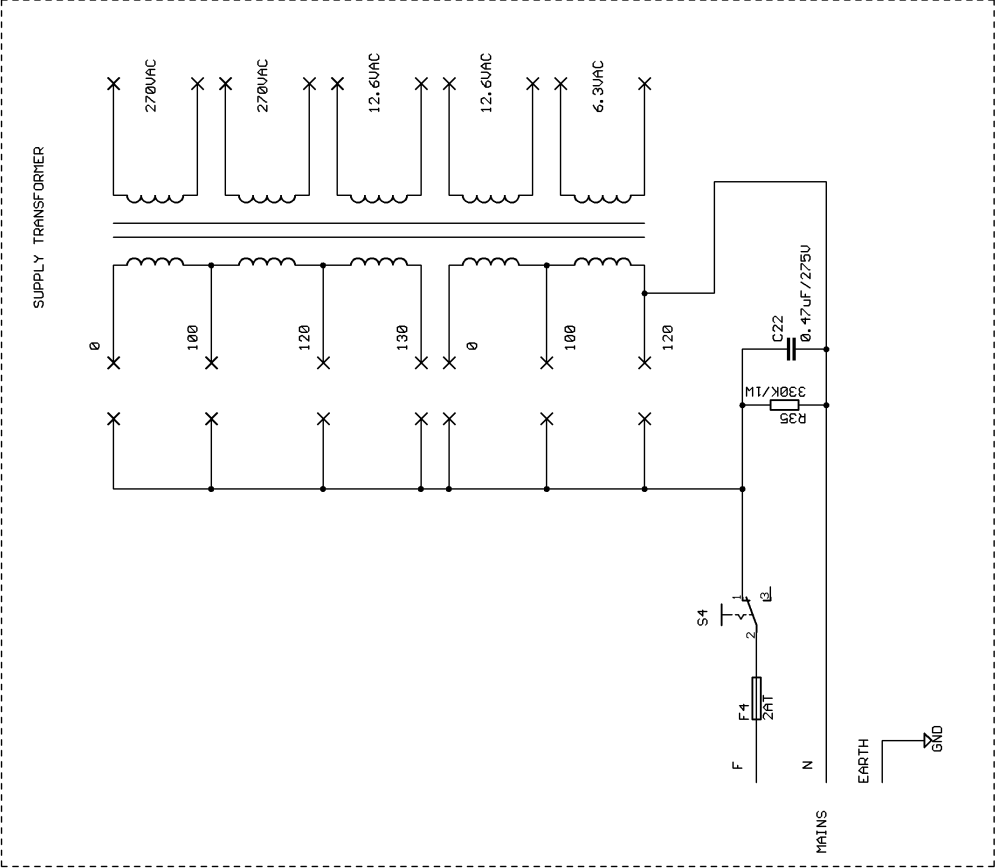 SUPPLY TRANSFORMER
270VAC
270VAC
12.6VAC
12.6VAC
6.3VAC
0
100
120
130
0
100
120
C22
0.47uF/275V
330K/1W
R35
S4
1
3
2
F4
2AT
F
N
EARTH
GND
MAINS